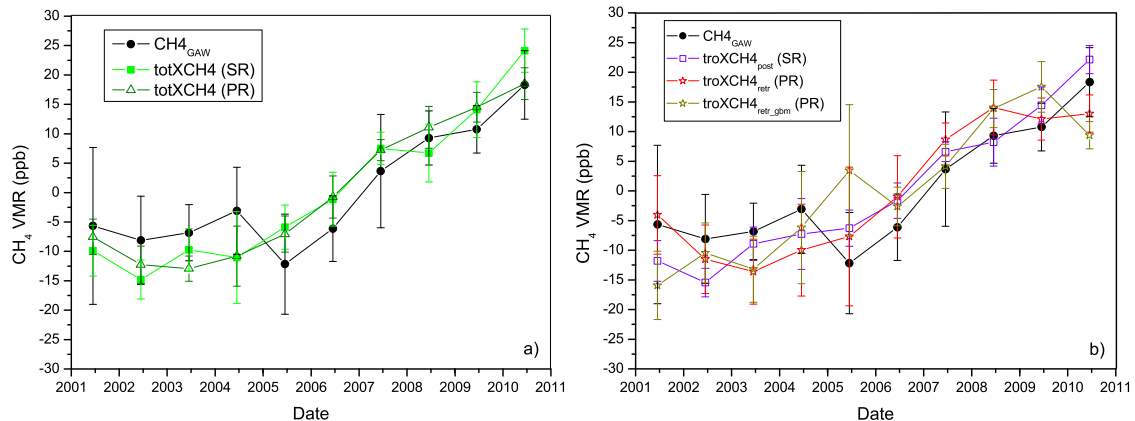 30
25
20
15
10
5
0
-5
-10
-15
-20
-25
-30
CH4 VMR (ppb)
CH4GAW
totXCH4 (SR)
totXCH4 (PR)
a)
2001 2002 2003 2004 2005 2006 2007 2008 2009 2010 2011
Date
30
25
20
15
10
5
0
-5
-10
-15
-20
-25
-30
CH4 VMR (ppb)
CH4GAW
troXCH4post (SR)
troXCH4retr (PR)
troXCH4retr_gbm (PR)
b)
2001 2002 2003 2004 2005 2006 2007 2008 2009 2010 2011
Date